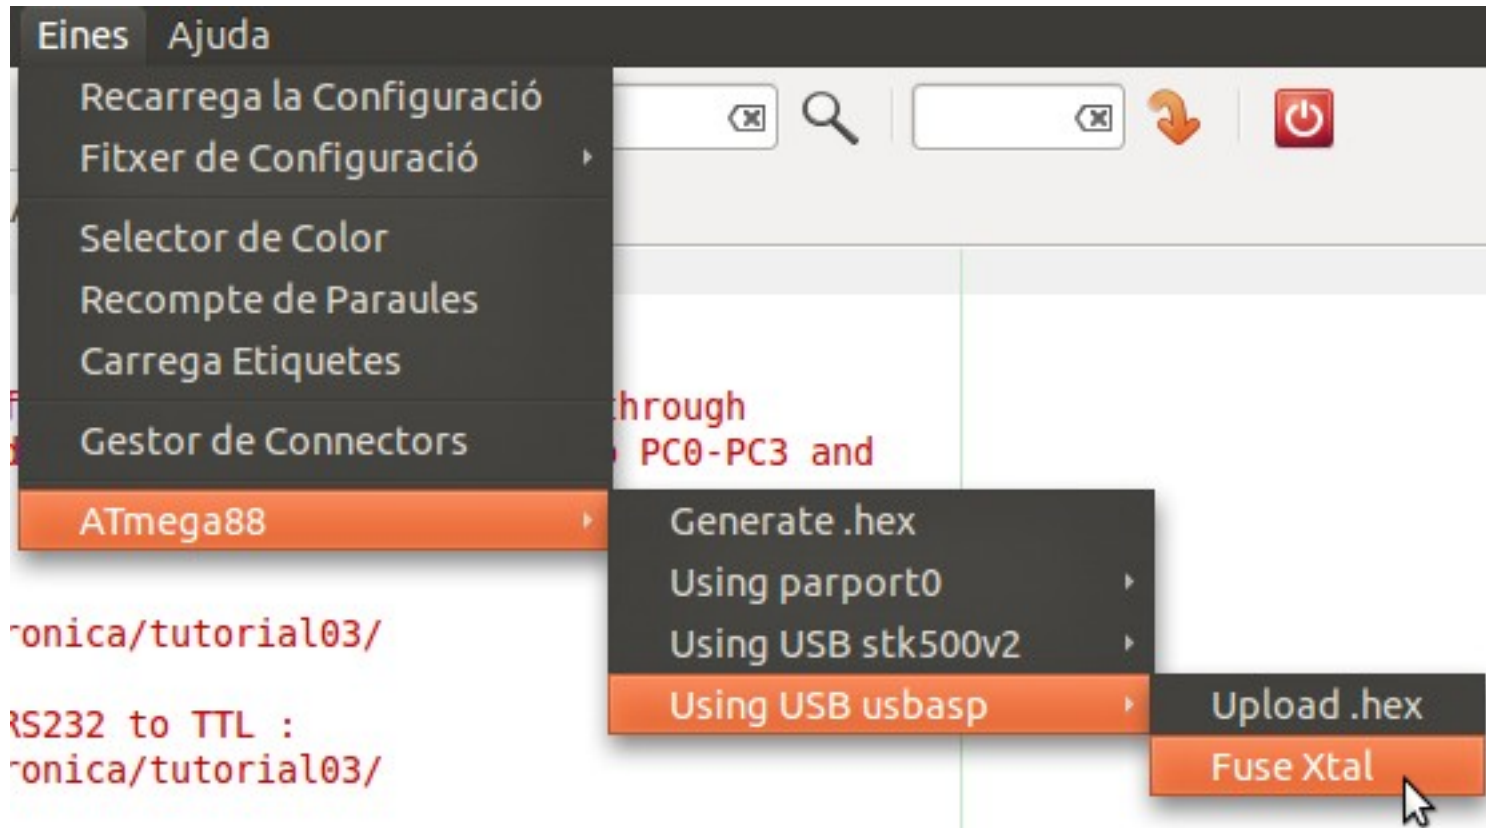 Eines Ajuda
Recarrega la Configuració
Fitxer de Configuració
Selector de Color
Recompte de Paraules
Carrega Etiquetes
hrough
Gestor de Connectors
PC0-PC3 and
ATmega88
Generate .hex
Using parport0
ronica/tutorial03/
Using USB stk500v2
Using USB usbasp
Upload .hex
RS232 to TTL :
ronica/tutorial03/
Fuse Xtal